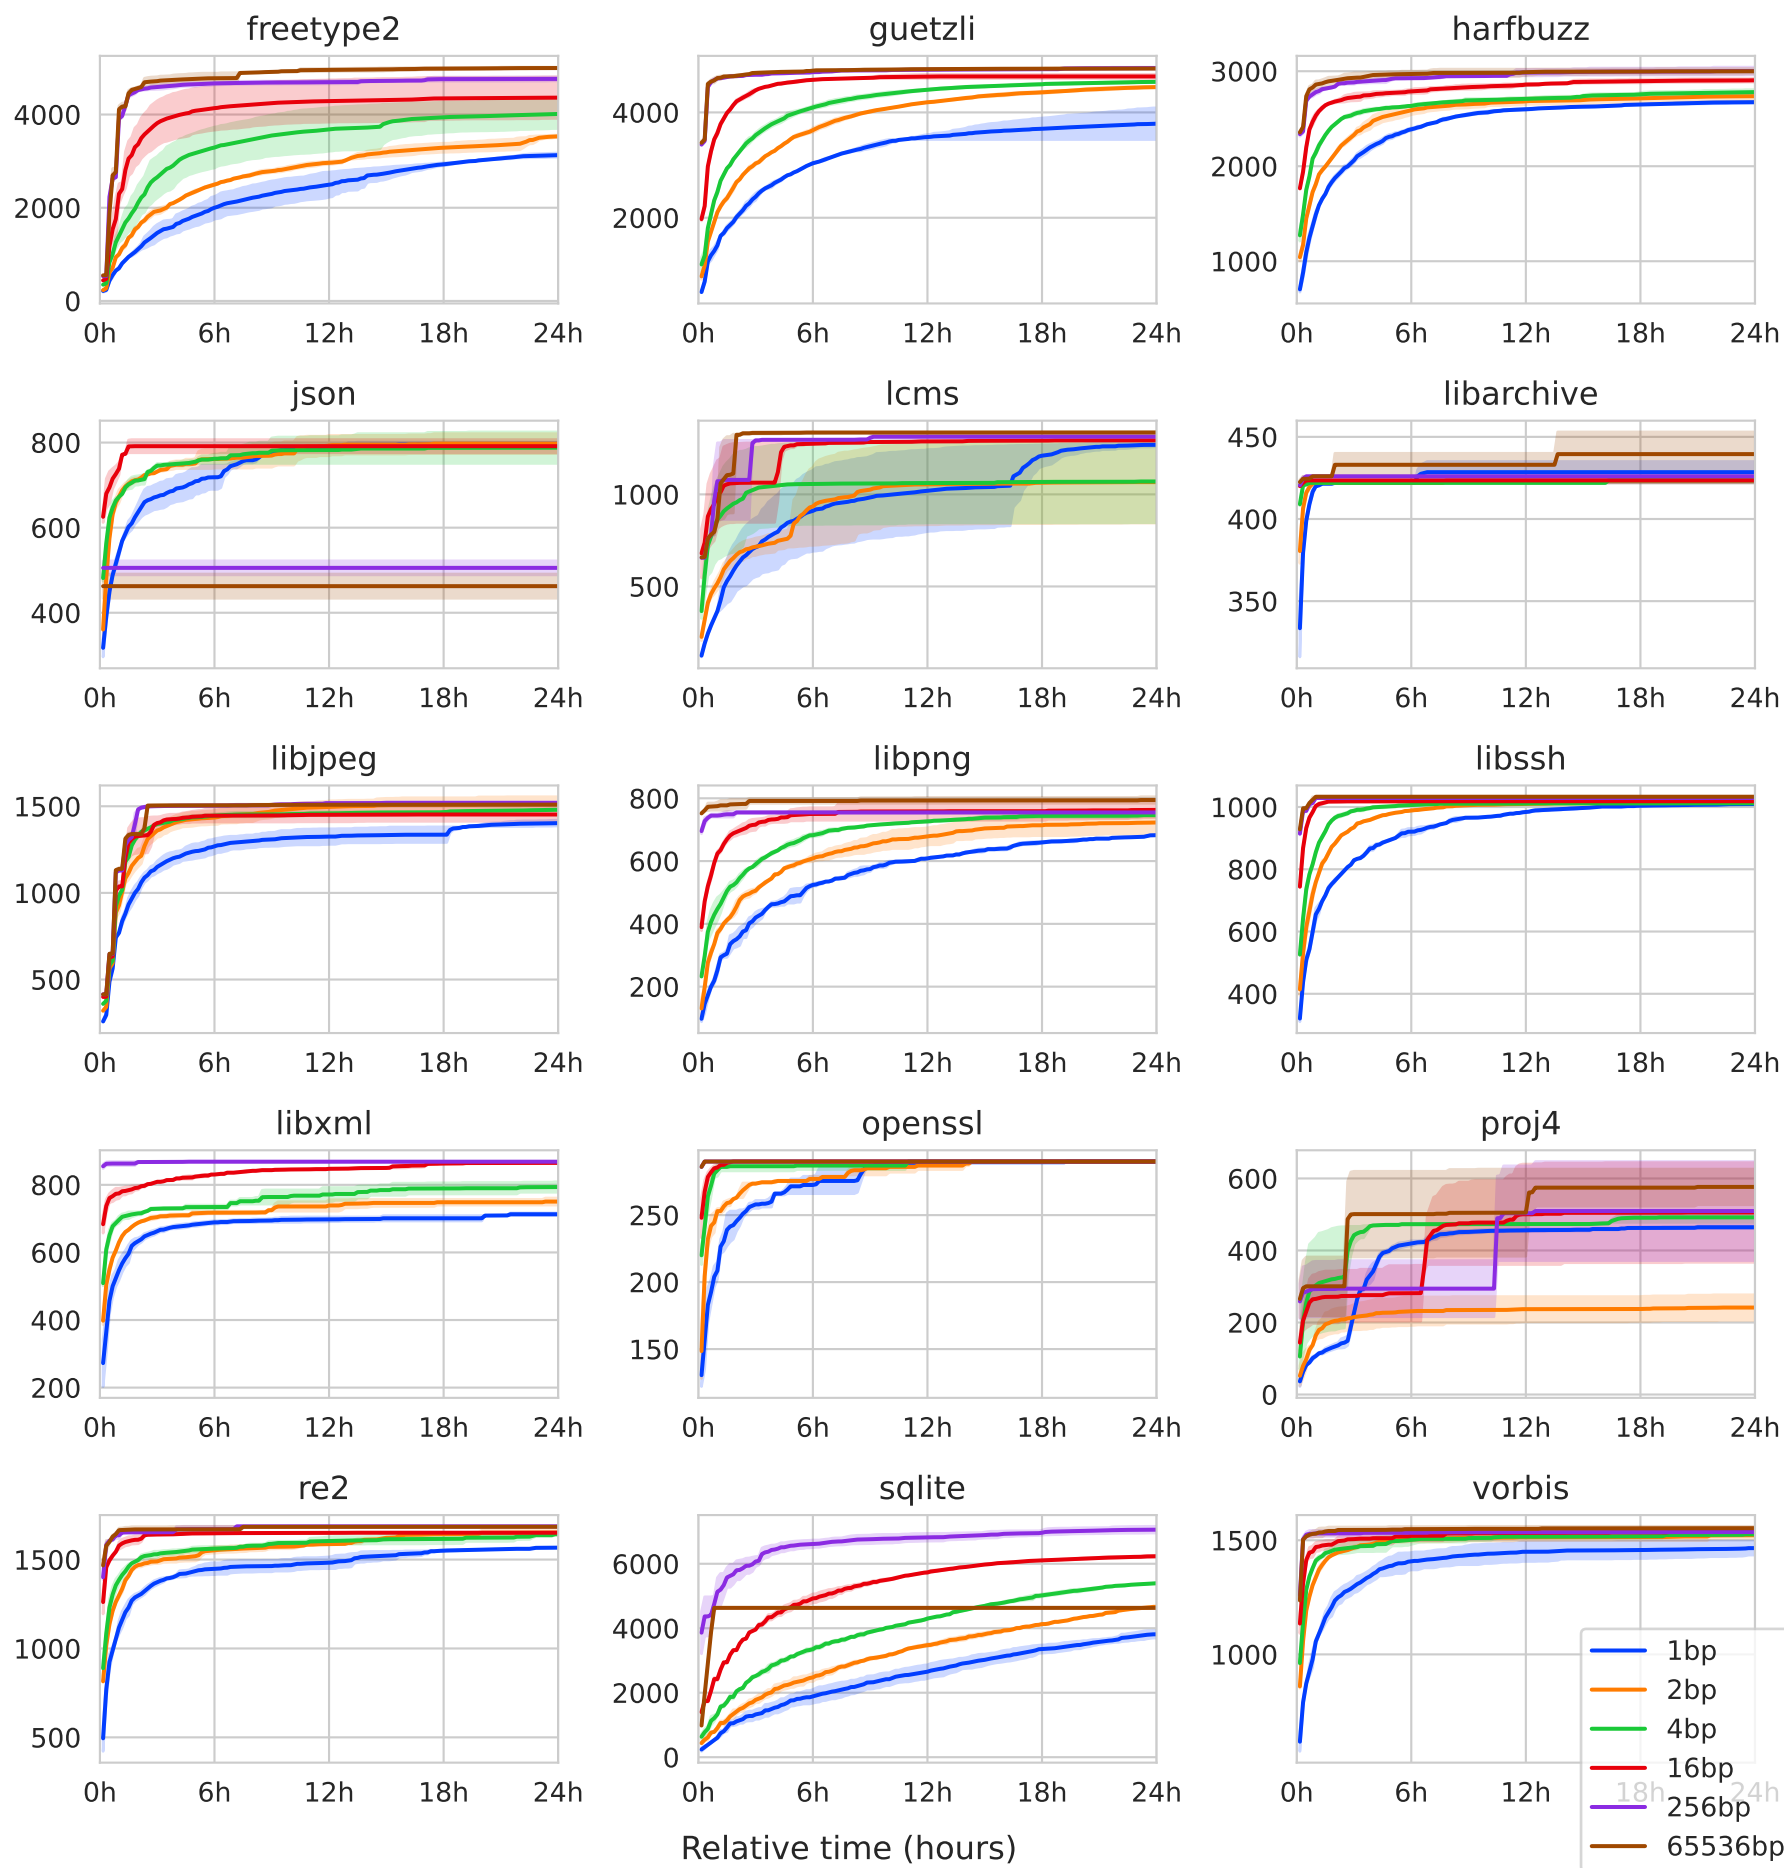 freetype2 guetzli harfbuzz
4000
2000
0
4000
2000
3000
2000
1000
0h 6h 12h 18h 24h 0h 6h 12h 18h 24h 0h 6h 12h 18h 24h
json lcms libarchive
800
600
400
1000
500
450
400
350
0h 6h 12h 18h 24h 0h 6h 12h 18h 24h 0h 6h 12h 18h 24h
libjpeg libpng libssh
1500
1000
500
800
600
400
200
1000
800
600
400
0h 6h 12h 18h 24h 0h 6h 12h 18h 24h 0h 6h 12h 18h 24h
libxml openssl proj4
800
600
400
200
250
200
150
600
400
200
0
0h 6h 12h 18h 24h 0h 6h 12h 18h 24h 0h 6h 12h 18h 24h
re2 sqlite vorbis
1500
1000
500
6000
4000
2000
0
1500
1000
0h 6h 12h 18h 24h 0h 6h 12h 18h 24h 0h 6h 12h 18h 24h
1bp
2bp
4bp
16bp
256bp
65536bp
Relative time (hours)